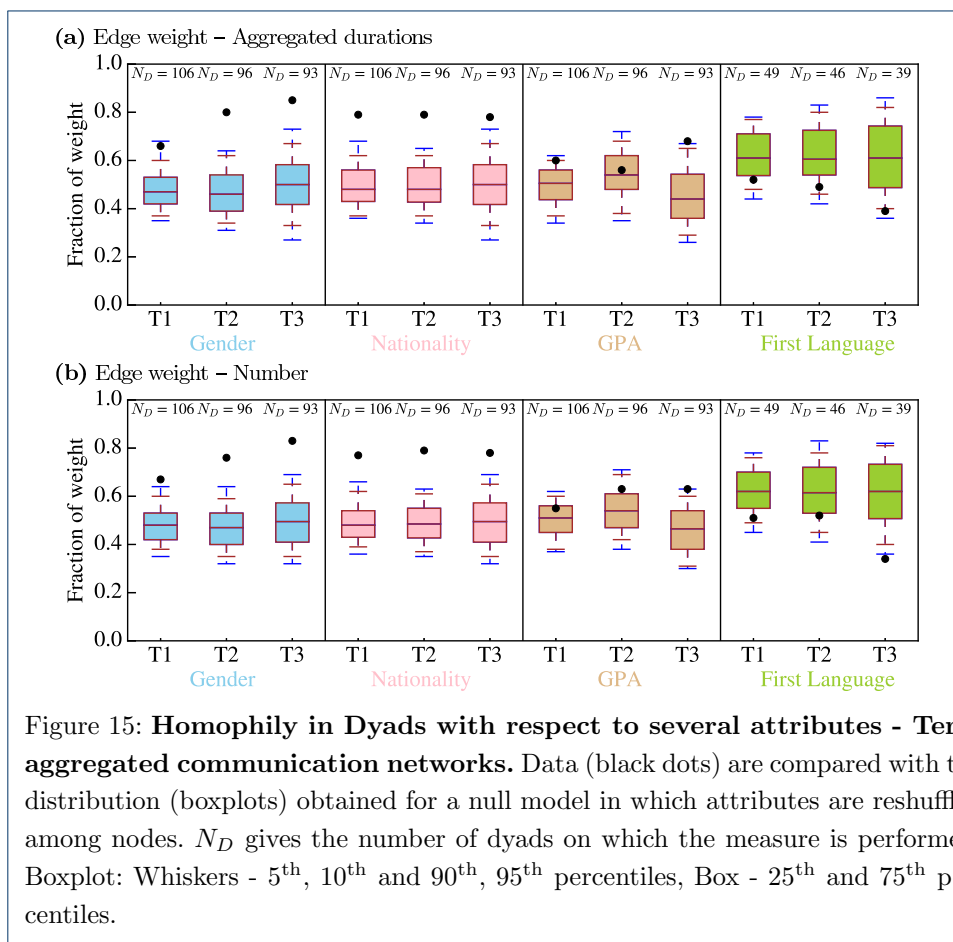 (a) Edge weight – Aggregated durations
N_D = 106 N_D = 96 N_D = 93 N_D = 106 N_D = 96 N_D = 93 N_D = 106 N_D = 96 N_D = 93 N_D = 49 N_D = 46 N_D = 39
Fraction of weight
1.0
0.8
0.6
0.4
0.2
0.0
T1 T2 T3 T1 T2 T3 T1 T2 T3 T1 T2 T3
Gender Nationality GPA First Language
(b) Edge weight – Number
N_D = 106 N_D = 96 N_D = 93 N_D = 106 N_D = 96 N_D = 93 N_D = 106 N_D = 96 N_D = 93 N_D = 49 N_D = 46 N_D = 39
Fraction of weight
1.0
0.8
0.6
0.4
0.2
0.0
T1 T2 T3 T1 T2 T3 T1 T2 T3 T1 T2 T3
Gender Nationality GPA First Language
Figure 15: Homophily in Dyads with respect to several attributes - Ter
aggregated communication networks. Data (black dots) are compared with t
distribution (boxplots) obtained for a null model in which attributes are reshuffl
among nodes. N_D gives the number of dyads on which the measure is performe
Boxplot: Whiskers - 5th, 10th and 90th, 95th percentiles, Box - 25th and 75th p
centiles.